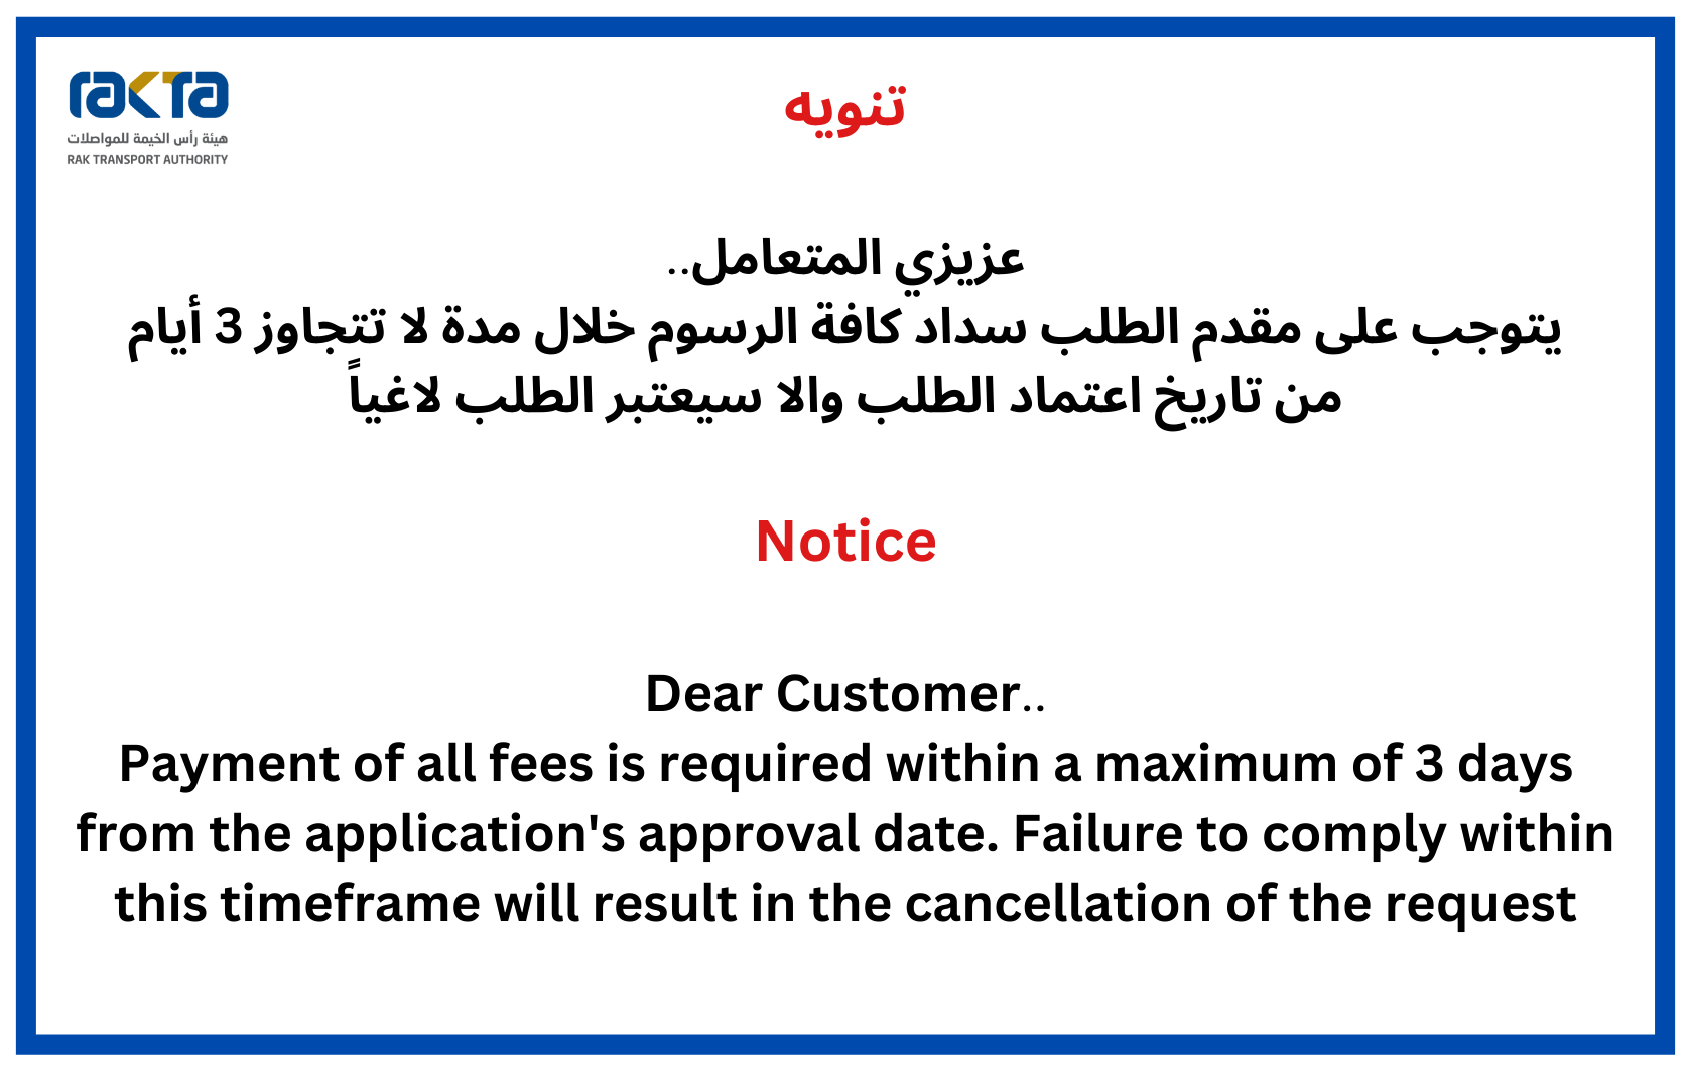 rakta
هيئة رأس الخيمة للمواصلات
RAK TRANSPORT AUTHORITY
تنويه
عزيزي المتعامل..
يتوجب على مقدم الطلب سداد كافة الرسوم خلال مدة لا تتجاوز 3 أيام
من تاريخ اعتماد الطلب والا سيعتبر الطلب لاغياً
Notice
Dear Customer..
Payment of all fees is required within a maximum of 3 days
from the application's approval date. Failure to comply within
this timeframe will result in the cancellation of the request